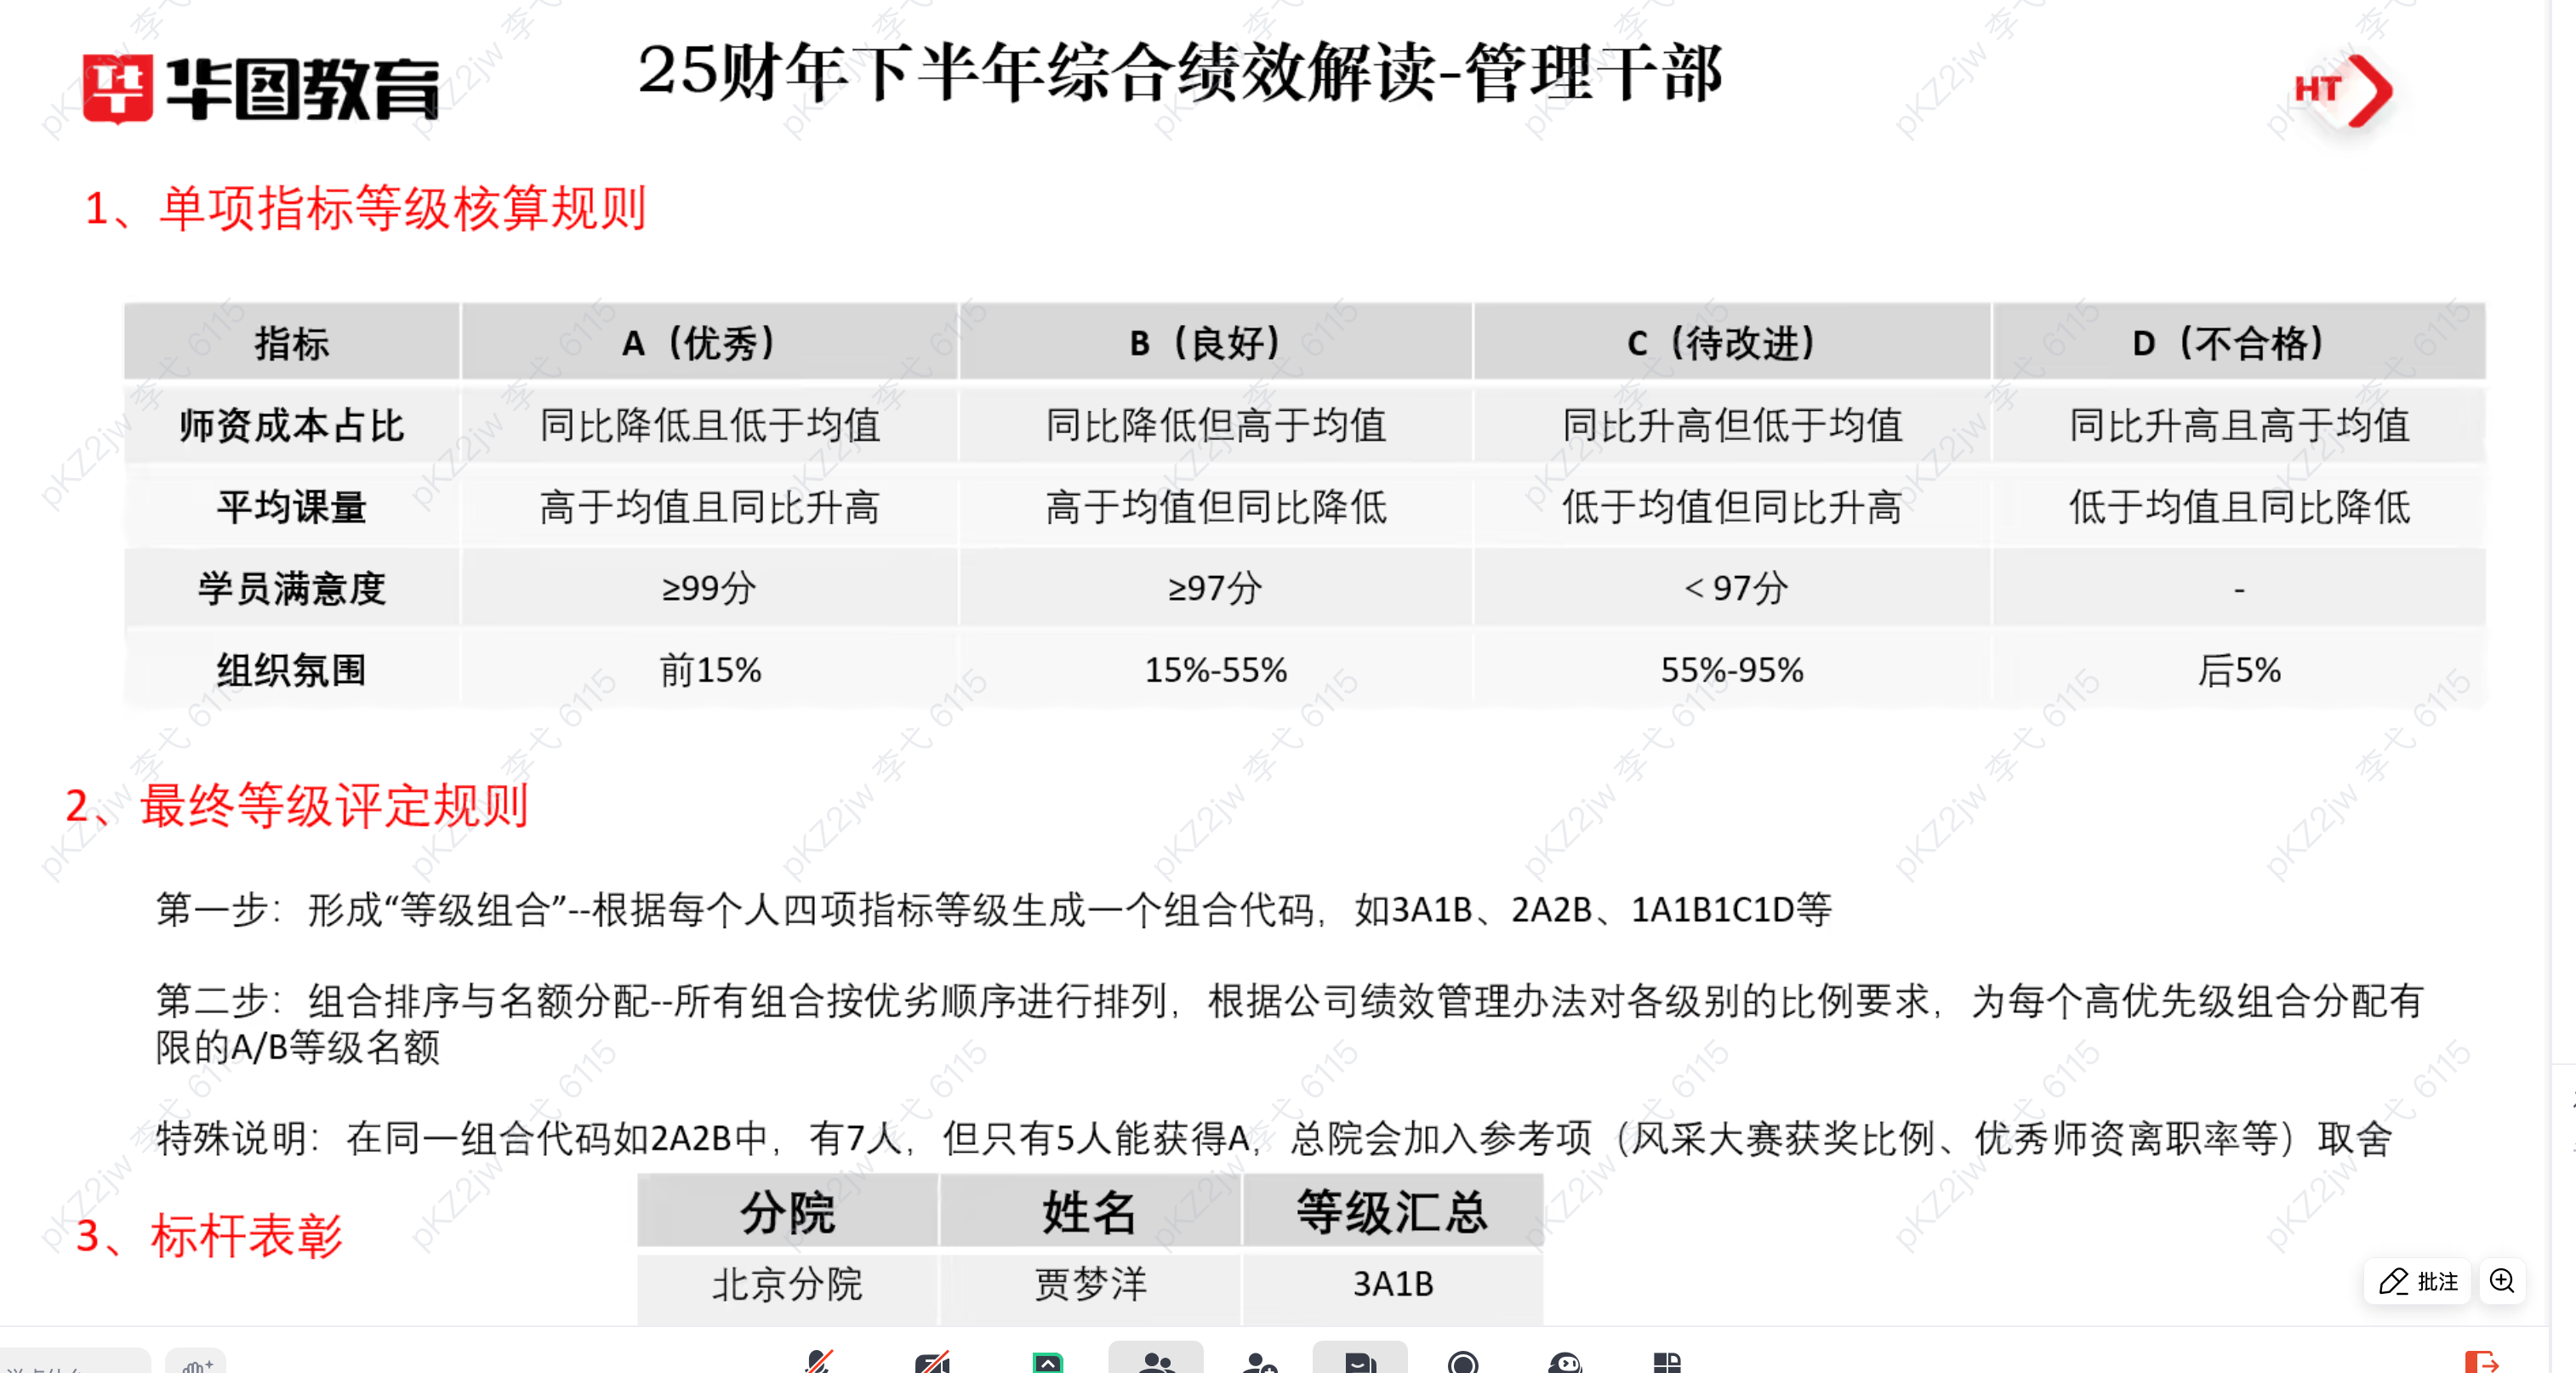 华图教育
25财年下半年综合绩效解读-管理干部
HT
1、单项指标等级核算规则
指标 A（优秀） B（良好） C（待改进） D（不合格）
师资成本占比 同比降低且低于均值 同比降低但高于均值 同比升高但低于均值 同比升高且高于均值
平均课量 高于均值且同比升高 高于均值但同比降低 低于均值但同比升高 低于均值且同比降低
学员满意度 ≥99分 ≥97分 ＜97分 -
组织氛围 前15% 15%-55% 55%-95% 后5%
2、最终等级评定规则
第一步：形成“等级组合”--根据每个人四项指标等级生成一个组合代码，如3A1B、2A2B、1A1B1C1D等
第二步：组合排序与名额分配--所有组合按优劣顺序进行排列，根据公司绩效管理办法对各级别的比例要求，为每个高优先级组合分配有
限的A/B等级名额
特殊说明：在同一组合代码如2A2B中，有7人，但只有5人能获得A，总院会加入参考项（风采大赛获奖比例、优秀师资离职率等）取舍
3、标杆表彰
分院 姓名 等级汇总
北京分院 贾梦洋 3A1B
批注
pKZ2jw 李弋 6115